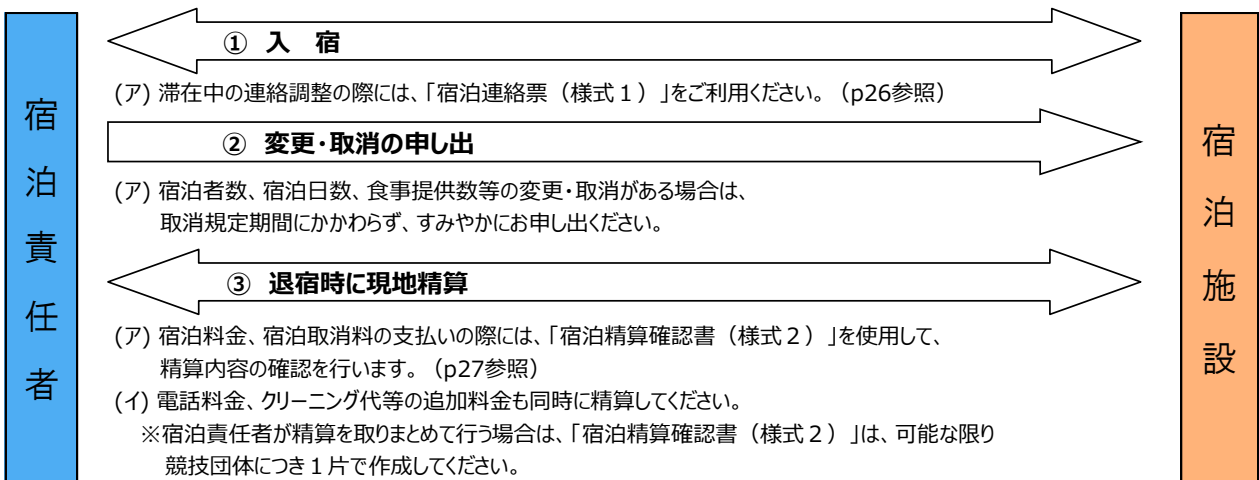 宿泊責任者
① 入　宿
(ア) 滞在中の連絡調整の際には、「宿泊連絡票（様式１）」をご利用ください。（p26参照）
② 変更・取消の申し出
(ア) 宿泊者数、宿泊日数、食事提供数等の変更・取消がある場合は、
取消規定期間にかかわらず、すみやかにお申し出ください。
③ 退宿時に現地精算
(ア) 宿泊料金、宿泊取消料の支払いの際には、「宿泊精算確認書（様式２）」を使用して、
精算内容の確認を行います。（p27参照）
(イ) 電話料金、クリーニング代等の追加料金も同時に精算してください。
※宿泊責任者が精算を取りまとめて行う場合は、「宿泊精算確認書（様式２）」は、可能な限り
競技団体につき１片で作成してください。
宿泊施設